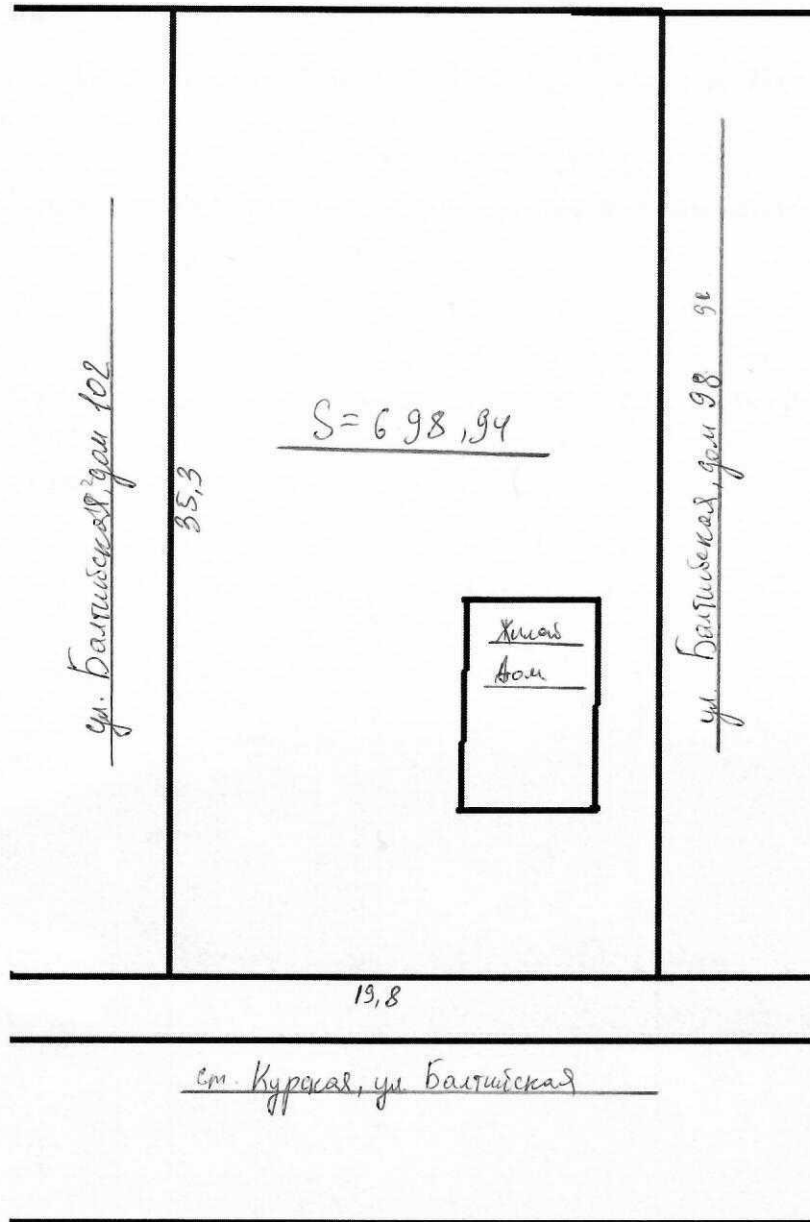 ул. Балтийская, дом 102
35,3
S = 698,94
Жилой
дом
ул. Балтийская, дом 98
19,8
ст. Курская, ул. Балтийская